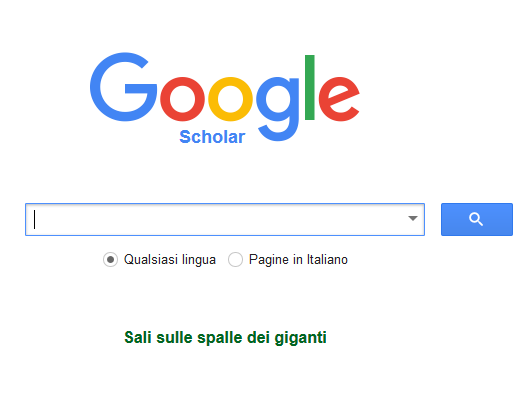 Google
Scholar
Qualsiasi lingua Pagine in Italiano
Sali sulle spalle dei giganti